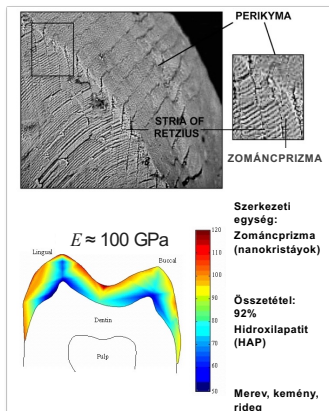 PERIKYMA
STRIA OF
RETZIUS
ZOMÁNCPRIZMA
Szerkezeti
egység:
Zománcprizma
(nanokristáyok)
E ≈ 100 GPa
Lingual
Buccal
Dentin
Pulp
120
110
100
90
80
70
60
50
Összetétel:
92%
Hidroxilapatit
(HAP)
Merev, kemény,
rideg